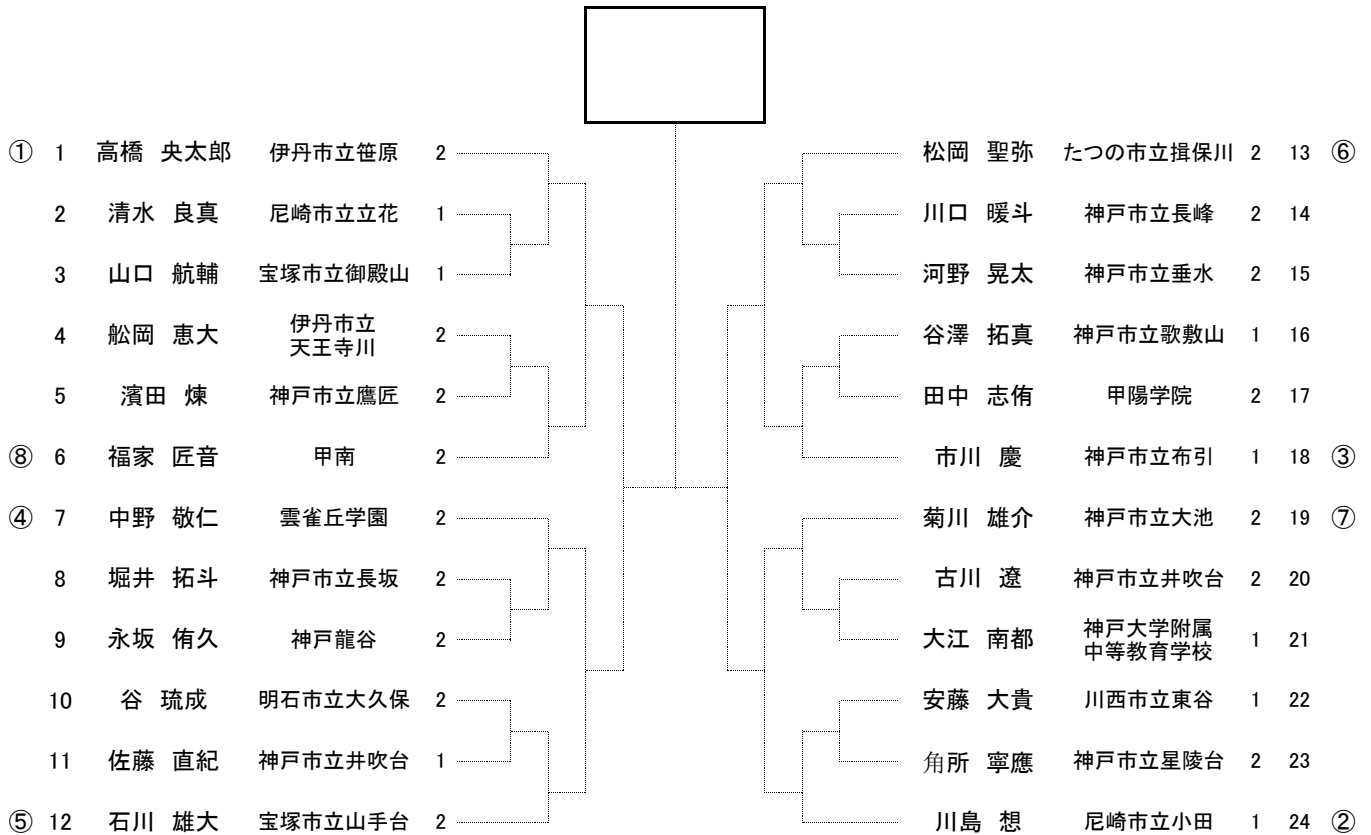 ① 1 高橋 央太郎 伊丹市立笹原 2
2 清水 良真 尼崎市立立花 1
3 山口 航輔 宝塚市立御殿山 1
4 舩岡 恵大 伊丹市立
天王寺川 2
5 濱田 煉 神戸市立鷹匠 2
⑧ 6 福家 匠音 甲南 2
④ 7 中野 敬仁 雲雀丘学園 2
8 堀井 拓斗 神戸市立長坂 2
9 永坂 侑久 神戸龍谷 2
10 谷 琉成 明石市立大久保 2
11 佐藤 直紀 神戸市立井吹台 1
⑤ 12 石川 雄大 宝塚市立山手台 2
松岡 聖弥 たつの市立揖保川 2 13 ⑥
川口 暖斗 神戸市立長峰 2 14
河野 晃太 神戸市立垂水 2 15
谷澤 拓真 神戸市立歌敷山 1 16
田中 志侑 甲陽学院 2 17
市川 慶 神戸市立布引 1 18 ③
菊川 雄介 神戸市立大池 2 19 ⑦
古川 遼 神戸市立井吹台 2 20
大江 南都 神戸大学附属
中等教育学校 1 21
安藤 大貴 川西市立東谷 1 22
角所 寧應 神戸市立星陵台 2 23
川島 想 尼崎市立小田 1 24 ②